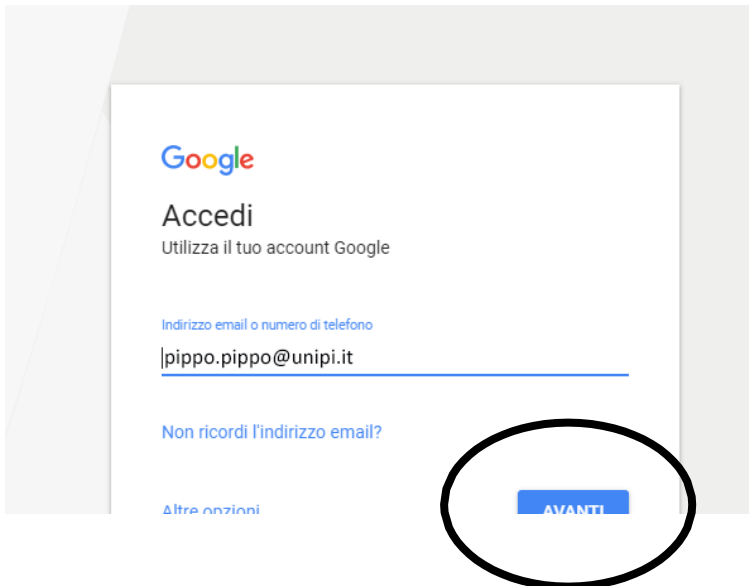 Google
Accedi
Utilizza il tuo account Google
Indirizzo email o numero di telefono
pippo.pippo@unipi.it
Non ricordi l'indirizzo email?
Altre opzioni
AVANTI